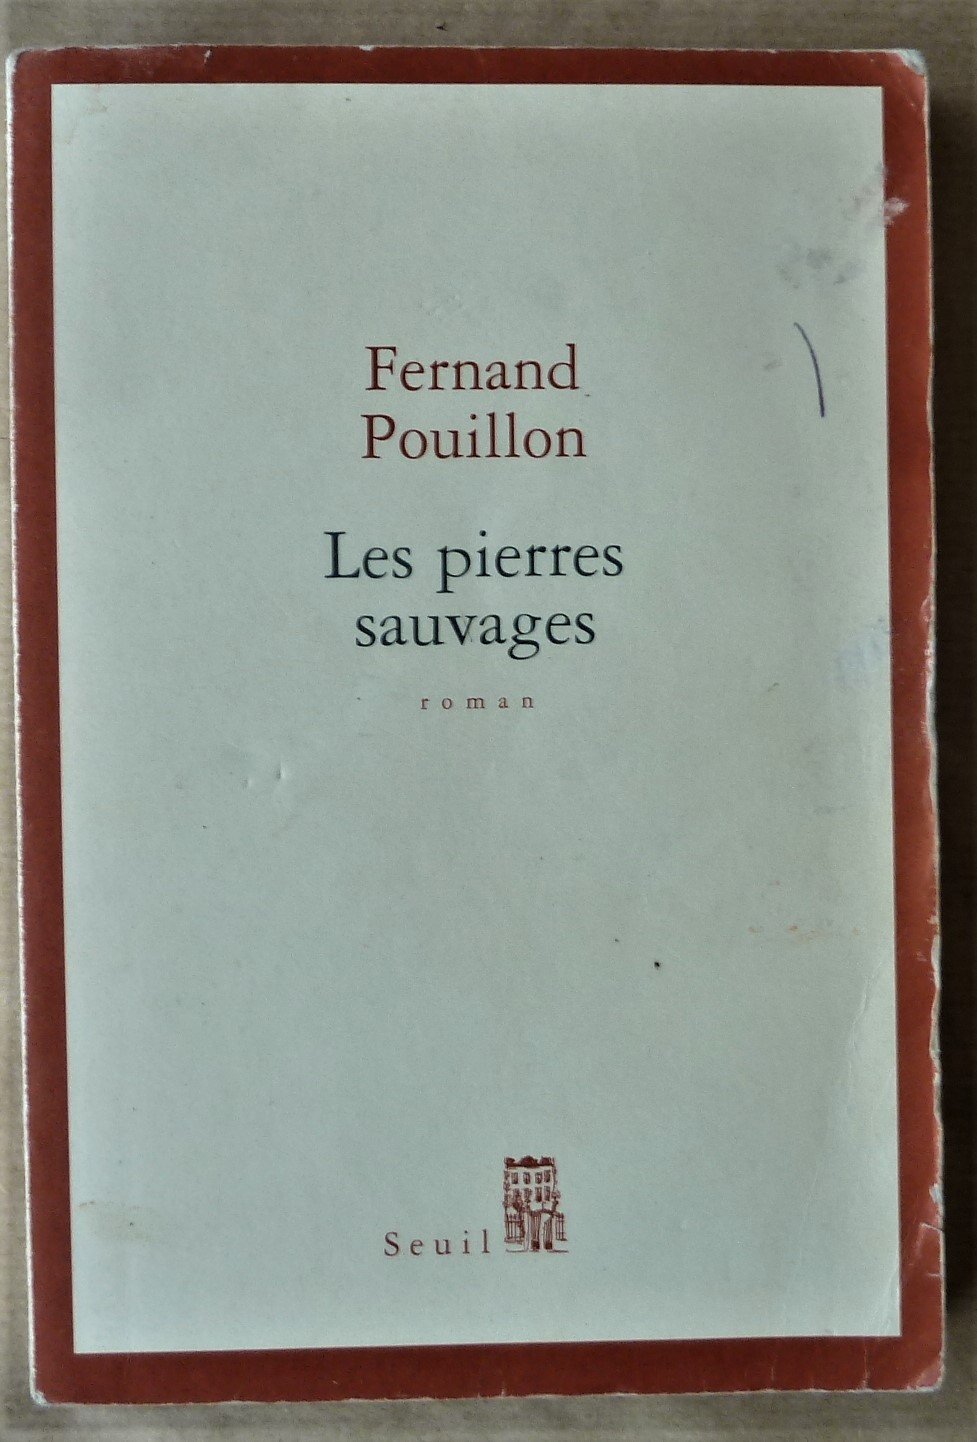 Fernand
Pouillon
Les pierres
sauvages
roman
Seuil